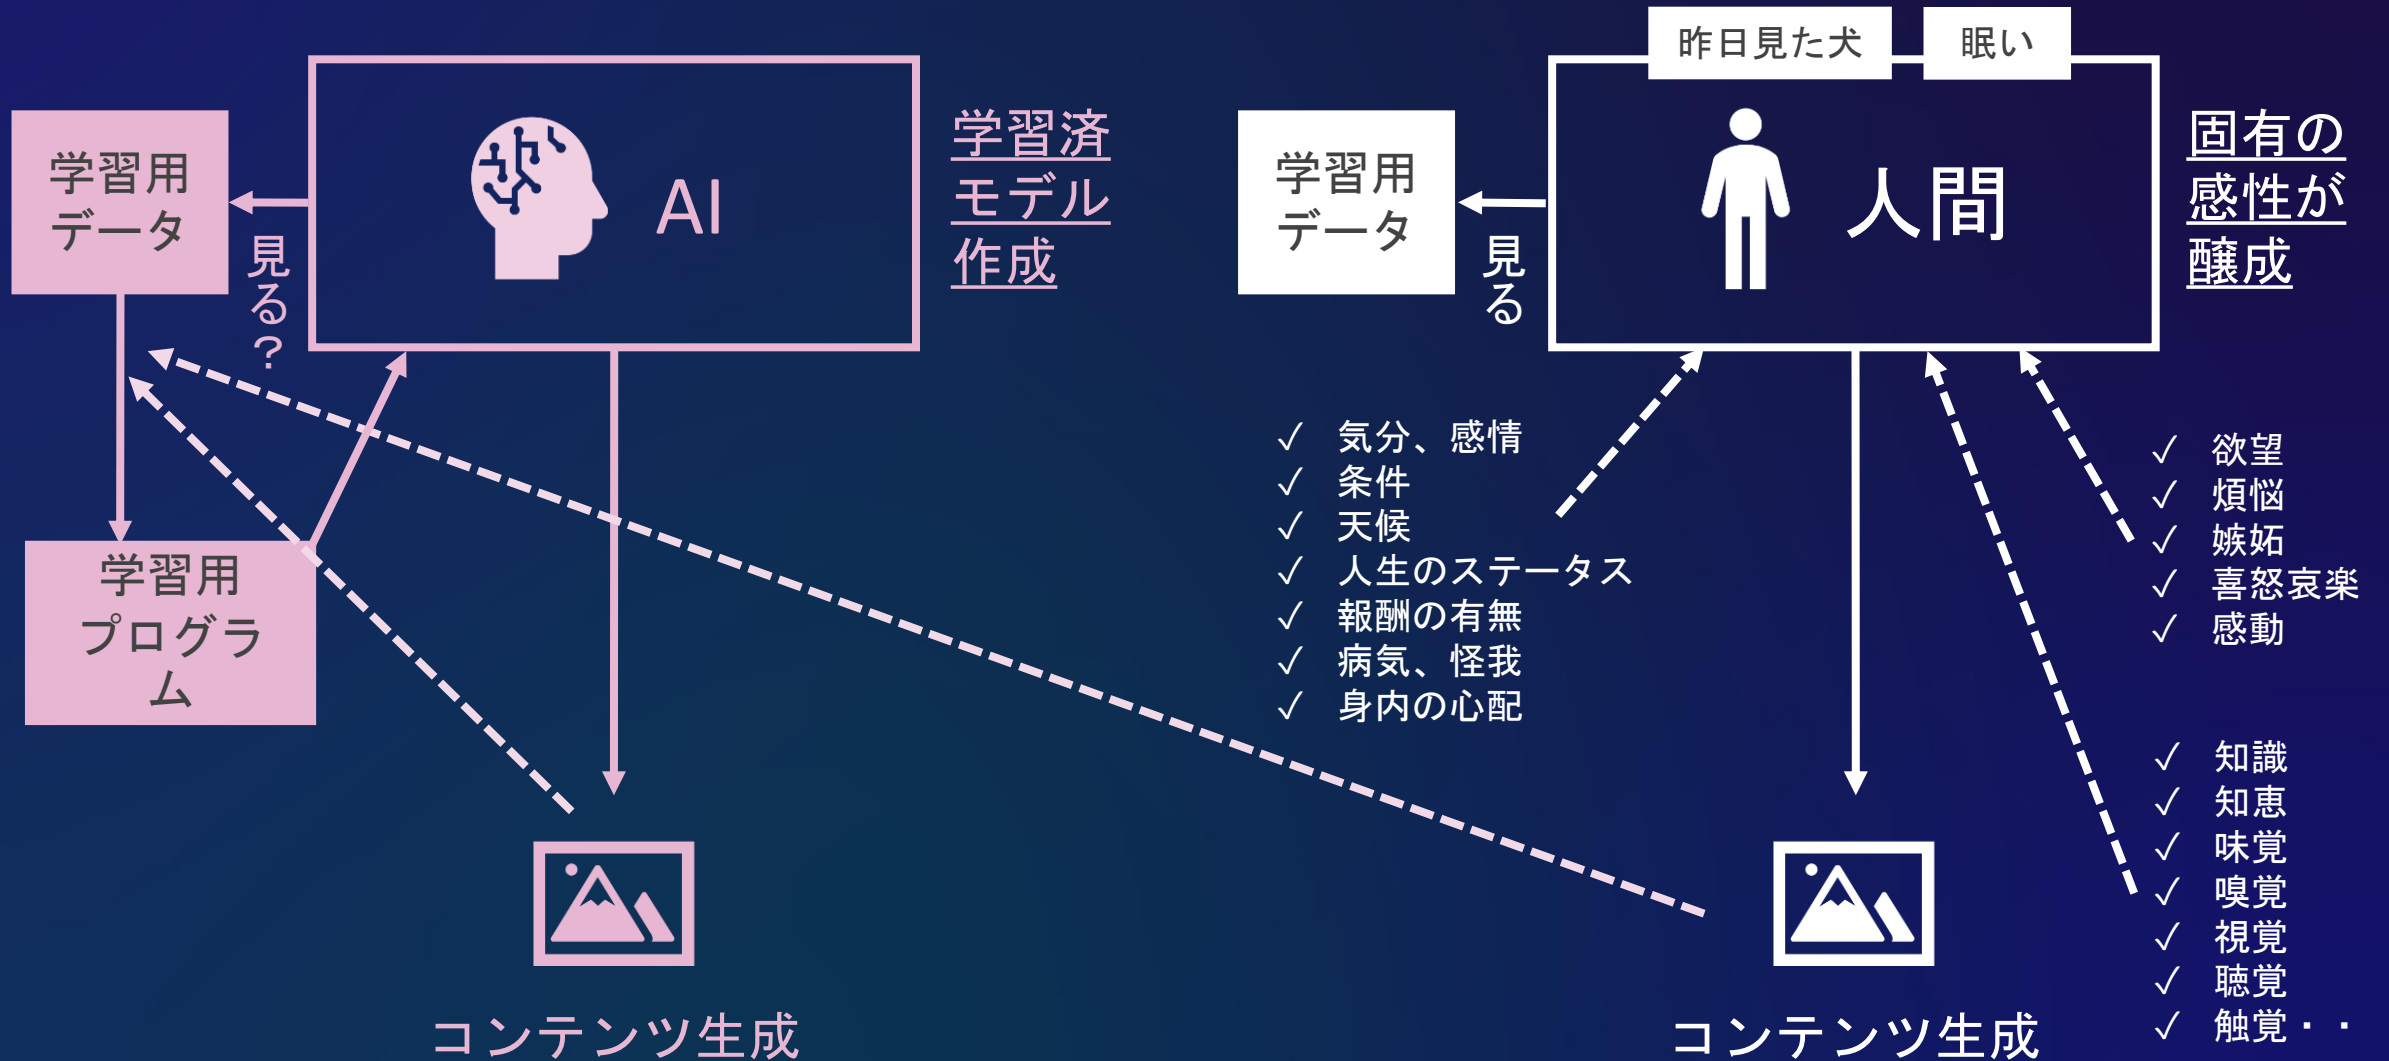 学習用
データ
見る?
AI
学習済
モデル
作成
学習用
プログラ
ム
コンテンツ生成
昨日見た犬
眠い
学習用
データ
見る
人間
固有の
感性が
醸成
✓ 気分、感情
✓ 条件
✓ 天候
✓ 人生のステータス
✓ 報酬の有無
✓ 病気、怪我
✓ 身内の心配
✓ 欲望
✓ 煩悩
✓ 嫉妬
✓ 喜怒哀楽
✓ 感動
✓ 知識
✓ 知恵
✓ 味覚
✓ 嗅覚
✓ 視覚
✓ 聴覚
✓ 触覚・・
コンテンツ生成